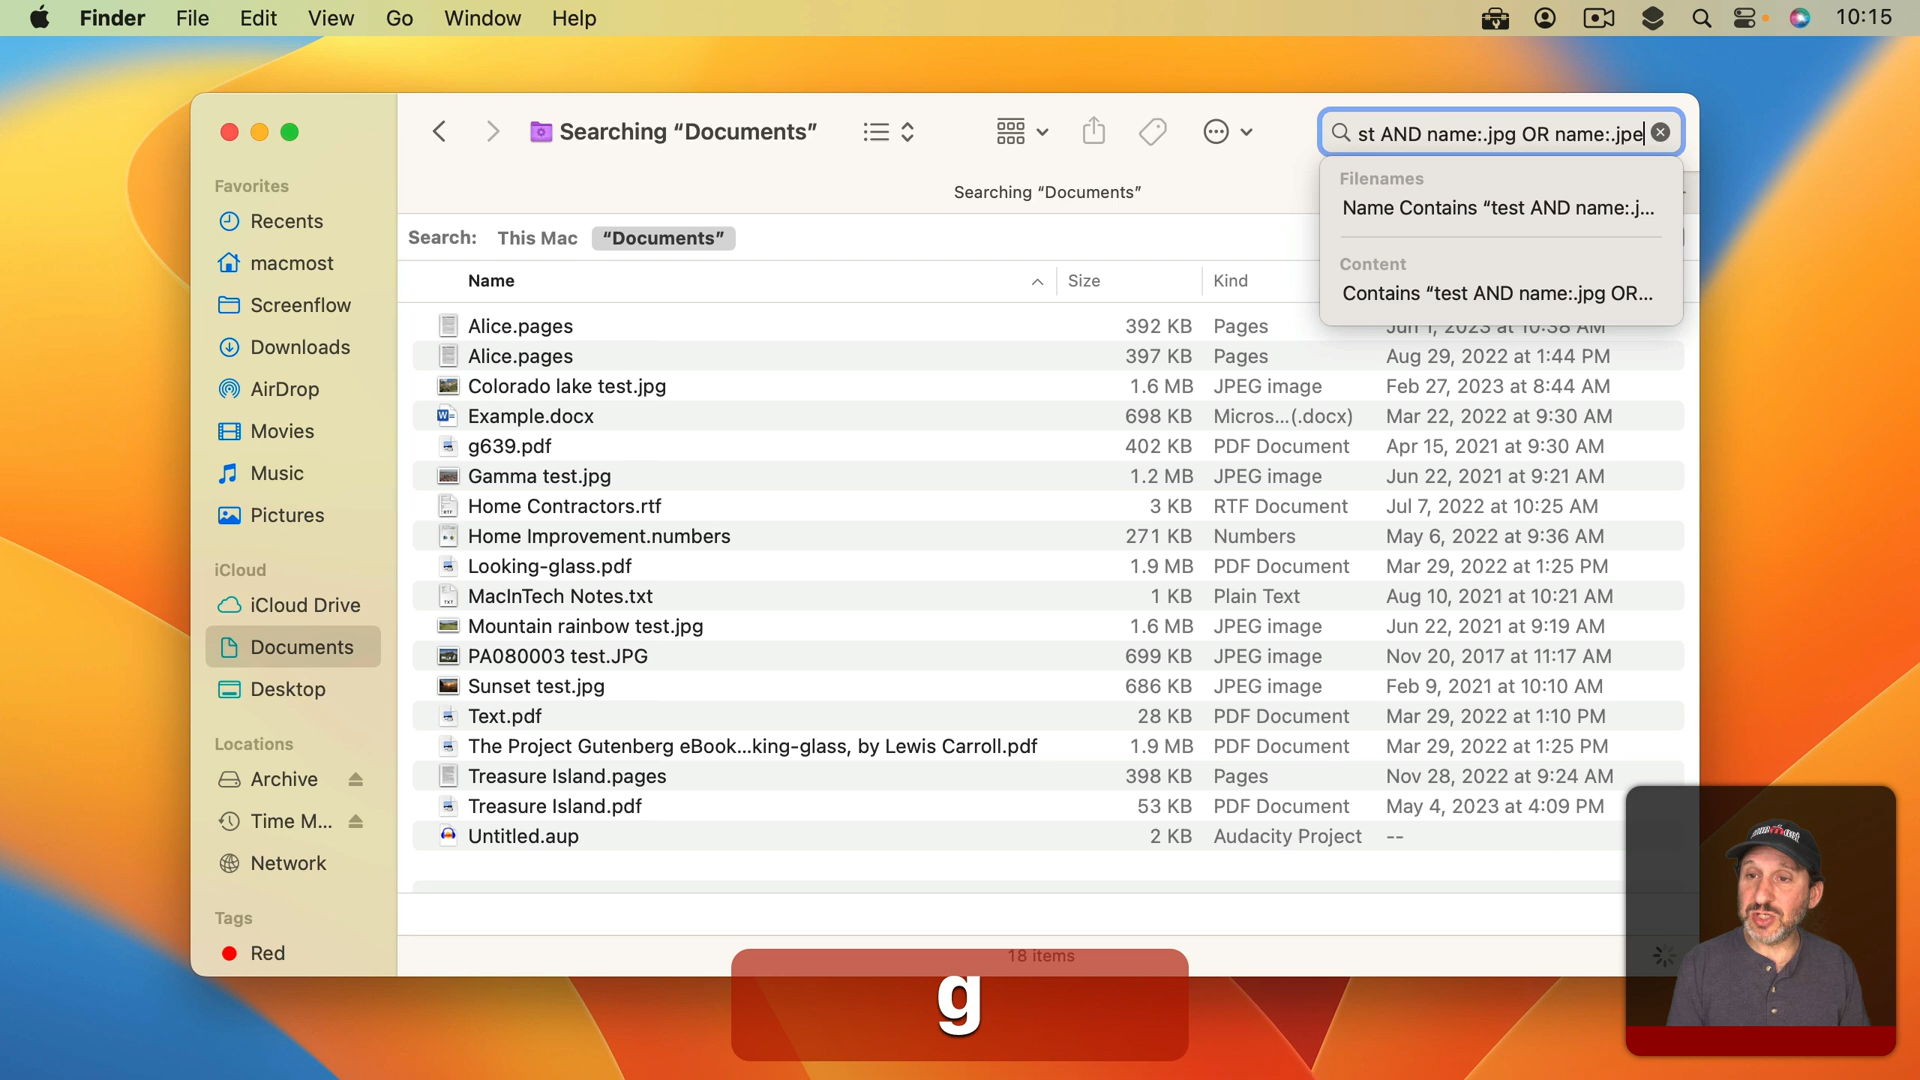 Finder File Edit View Go Window Help 10:15
Searching “Documents”
st AND name:.jpg OR name:.jpe
Searching “Documents”
Filenames
Name Contains “test AND name:.j...
Content
Contains “test AND name:.jpg OR...
Search: This Mac “Documents”
Name Size Kind
Alice.pages 392 KB Pages Jun 1, 2023 at 10:38 AM
Alice.pages 397 KB Pages Aug 29, 2022 at 1:44 PM
Colorado lake test.jpg 1.6 MB JPEG image Feb 27, 2023 at 8:44 AM
Example.docx 698 KB Micros...(.docx) Mar 22, 2022 at 9:30 AM
g639.pdf 402 KB PDF Document Apr 15, 2021 at 9:30 AM
Gamma test.jpg 1.2 MB JPEG image Jun 22, 2021 at 9:21 AM
Home Contractors.rtf 3 KB RTF Document Jul 7, 2022 at 10:25 AM
Home Improvement.numbers 271 KB Numbers May 6, 2022 at 9:36 AM
Looking-glass.pdf 1.9 MB PDF Document Mar 29, 2022 at 1:25 PM
MacInTech Notes.txt 1 KB Plain Text Aug 10, 2021 at 10:21 AM
Mountain rainbow test.jpg 1.6 MB JPEG image Jun 22, 2021 at 9:19 AM
PA080003 test.JPG 699 KB JPEG image Nov 20, 2017 at 11:17 AM
Sunset test.jpg 686 KB JPEG image Feb 9, 2021 at 10:10 AM
Text.pdf 28 KB PDF Document Mar 29, 2022 at 1:10 PM
The Project Gutenberg eBook...king-glass, by Lewis Carroll.pdf 1.9 MB PDF Document Mar 29, 2022 at 1:25 PM
Treasure Island.pages 398 KB Pages Nov 28, 2022 at 9:24 AM
Treasure Island.pdf 53 KB PDF Document May 4, 2023 at 4:09 PM
Untitled.aup 2 KB Audacity Project --
18 items
Favorites
Recents
macmost
Screenflow
Downloads
AirDrop
Movies
Music
Pictures
iCloud
iCloud Drive
Documents
Desktop
Locations
Archive
Time M...
Network
Tags
Red
g